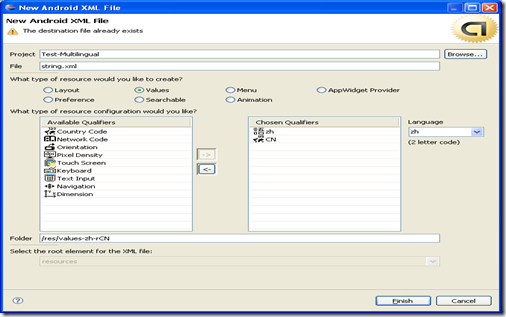 New Android XML File
New Android XML File
The destination file already exists
Project Test-Multilingual Browse...
File string.xml
What type of resource would you like to create?
Layout Values Menu AppWidget Provider
Preference Searchable Animation
What type of resource configuration would you like?
Available Qualifiers Chosen Qualifiers Language
Country Code zh zh
Network Code CN (2 letter code)
Orientation
Pixel Density ->
Touch Screen
Keyboard <-
Text Input
Navigation
Dimension
Folder /res/values-zh-rCN
Select the root element for the XML file:
resources
? Finish Cancel